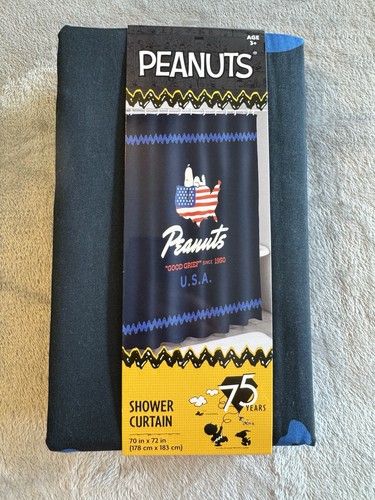 AGE
3+
PEANUTS®
Peanuts
"GOOD GRIEF" SINCE 1950
U.S.A.
75
YEARS
SHOWER
CURTAIN
70 in x 72 in
(178 cm x 183 cm)